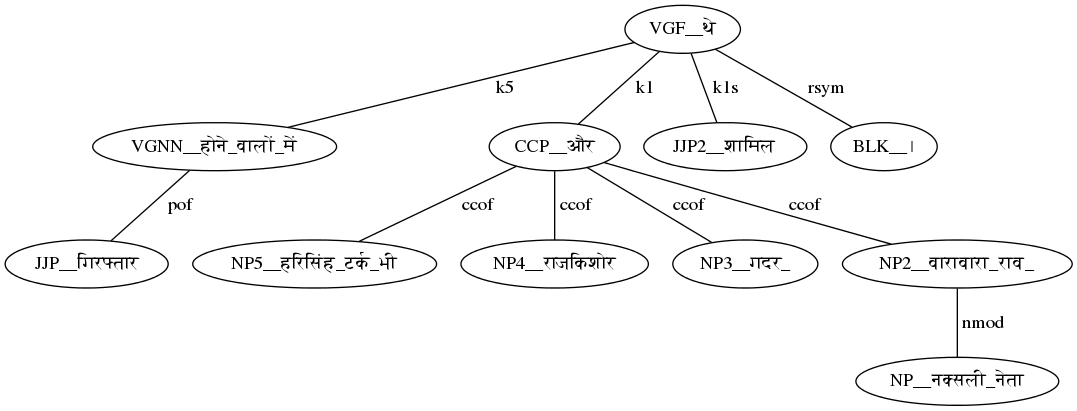 VGF__थे
k5 k1 k1s rsym
VGNN__होने_वालों_में CCP__और JJP2__शामिल BLK__।
pof ccof ccof ccof ccof
JJP__गिरफ्तार NP5__हरिसिंह_टर्क_भी NP4__राजकिशोर NP3__गदर_ NP2__वारावारा_राव_
nmod
NP__नक्सली_नेता